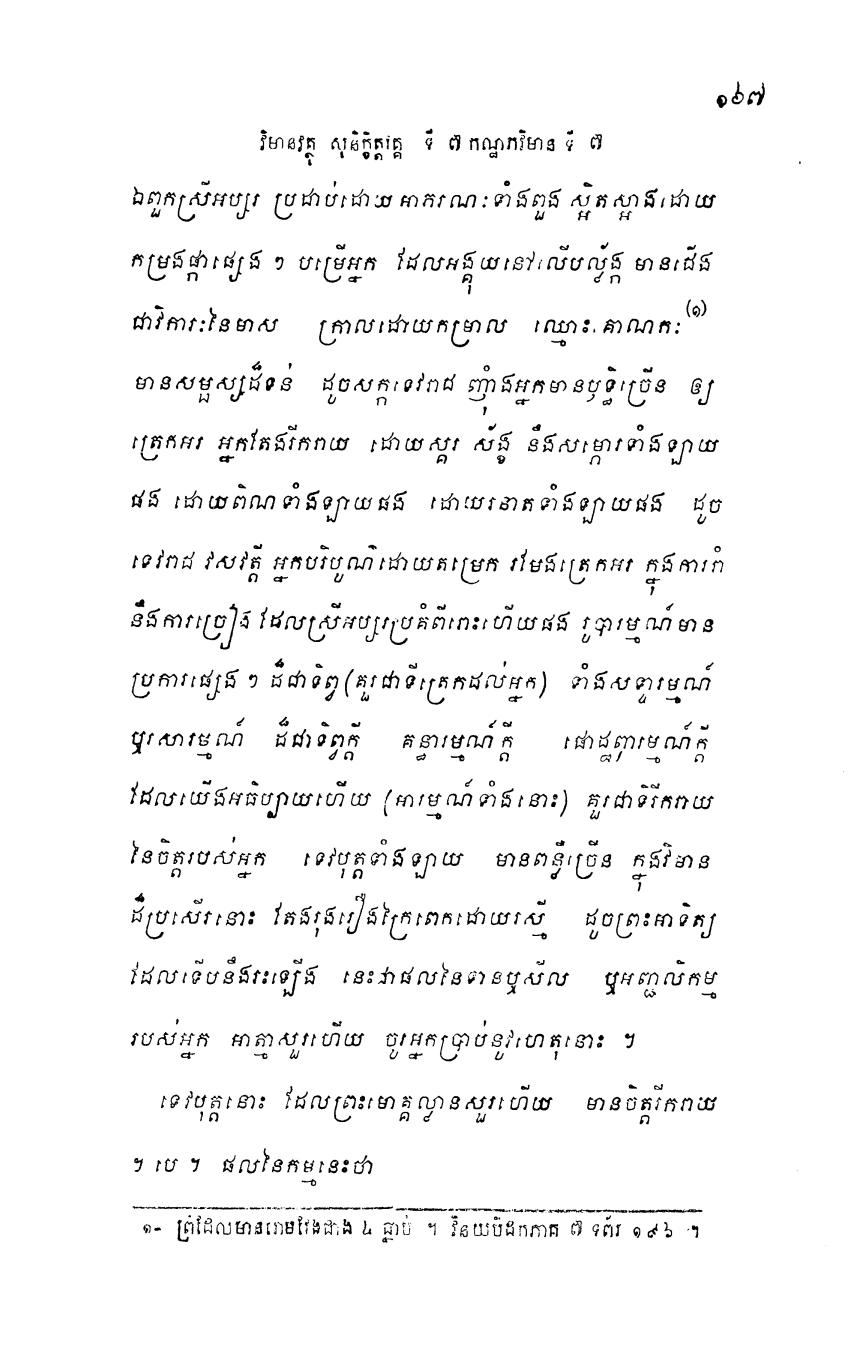 ១៦៧
វិមានវត្ថុ សុនិក្ខិត្តវគ្គ ទី ៧ កណ្ឋកវិមាន ទី ៧
ឯពួកស្រីអប្សរ ប្រដាប់ដោយ អាភរណៈទាំងពួង ស្អិតស្អាងដោយ
កម្រងផ្កាផ្សេង ៗ បម្រើអ្នក ដែលអង្គុយនៅលើបល្ល័ង្ក មានជើង
ជាវិការៈនៃមាស ក្រាលដោយកម្រាល ឈ្មោះ គោណកៈ (១)
មានសម្ផស្សដ៏ទន់ ដូចសក្កទេវរាជ ញ៉ាំងអ្នកមានឫទ្ធិច្រើន ឲ្យ
ត្រេកអរ អ្នកតែងរីករាយ ដោយស្គរ ស័ង្ខ នឹងសម្ភោរទាំងឡាយ
ផង ដោយពិណទាំងឡាយផង ដោយរនាតទាំងឡាយផង ដូច
ទេវរាជ វសវត្តី អ្នកបរិបូណ៌ដោយតម្រេក រមែងត្រេកអរ ក្នុងការរាំ
នឹងការច្រៀង ដែលស្រីអប្សរប្រគំពីរោះហើយផង រូបារម្មណ៍មាន
ប្រការផ្សេង ៗ ដ៏ជាទិព្វ (គួរជាទីត្រេកដល់អ្នក) ទាំងសទ្ទារម្មណ៍
ឬរសារម្មណ៍ ដ៏ជាទិព្វក្តី គន្ធារម្មណ៍ក្តី ផោដ្ឋព្វារម្មណ៍ក្តី
ដែលយើងអធិប្បាយហើយ (អារម្មណ៍ទាំងនោះ) គួរជាទីរីករាយ
នៃចិត្តរបស់អ្នក ទេវបុត្តទាំងឡាយ មានពន្លឺច្រើន ក្នុងវិមាន
ដ៏ប្រសើរនោះ តែងរុងរឿងក្រៃពេកដោយរស្មី ដូចព្រះអាទិត្យ
ដែលទើបនឹងរះឡើង នេះជាផលនៃទានឬសីល ឬអញ្ជលិកម្ម
របស់អ្នក អាត្មាសួរហើយ ចូរអ្នកប្រាប់នូវហេតុនោះ ។
ទេវបុត្តនោះ ដែលព្រះមោគ្គល្លានសួរហើយ មានចិត្តរីករាយ
។ បេ ។ ផលនៃកម្មនេះថា
១- ព្រំដែលមានរោមវែងជាង ៤ ធ្នាប់ ។ វិនយបិដកភាគ ៧ ទំព័រ ១៩៦ ។